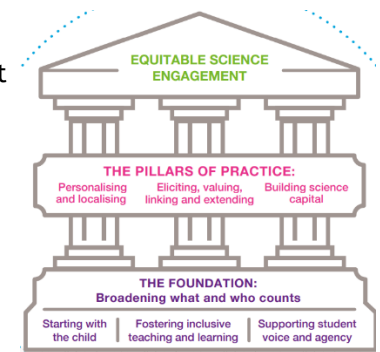 EQUITABLE SCIENCE
ENGAGEMENT
t
THE PILLARS OF PRACTICE:
Personalising
and localising
Eliciting, valuing,
linking and extending
Building science
capital
THE FOUNDATION:
Broadening what and who counts
Starting with
the child
Fostering inclusive
teaching and learning
Supporting student
voice and agency